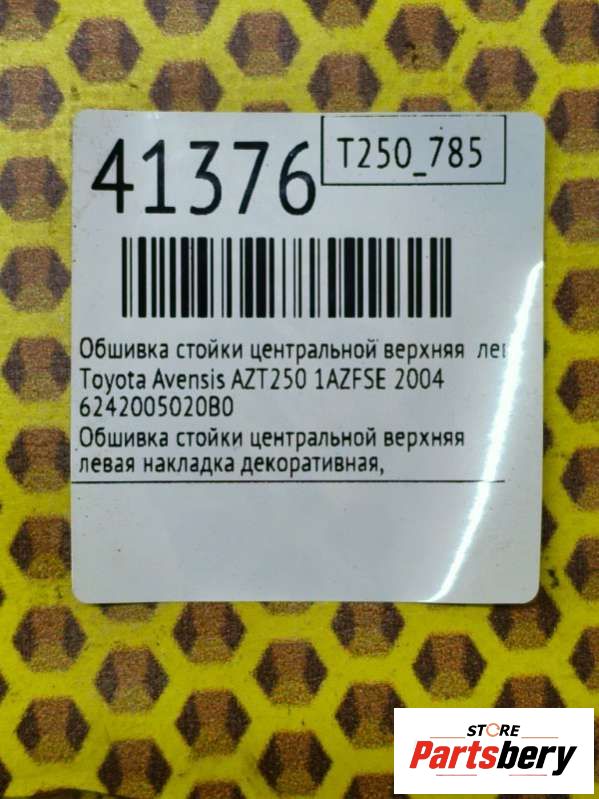 41376
T250_785
Обшивка стойки центральной верхняя
Toyota Avensis AZT250 1AZFSE 2004
6242005020B0
Обшивка стойки центральной верхняя
левая накладка декоративная,
STORE
Partsbery